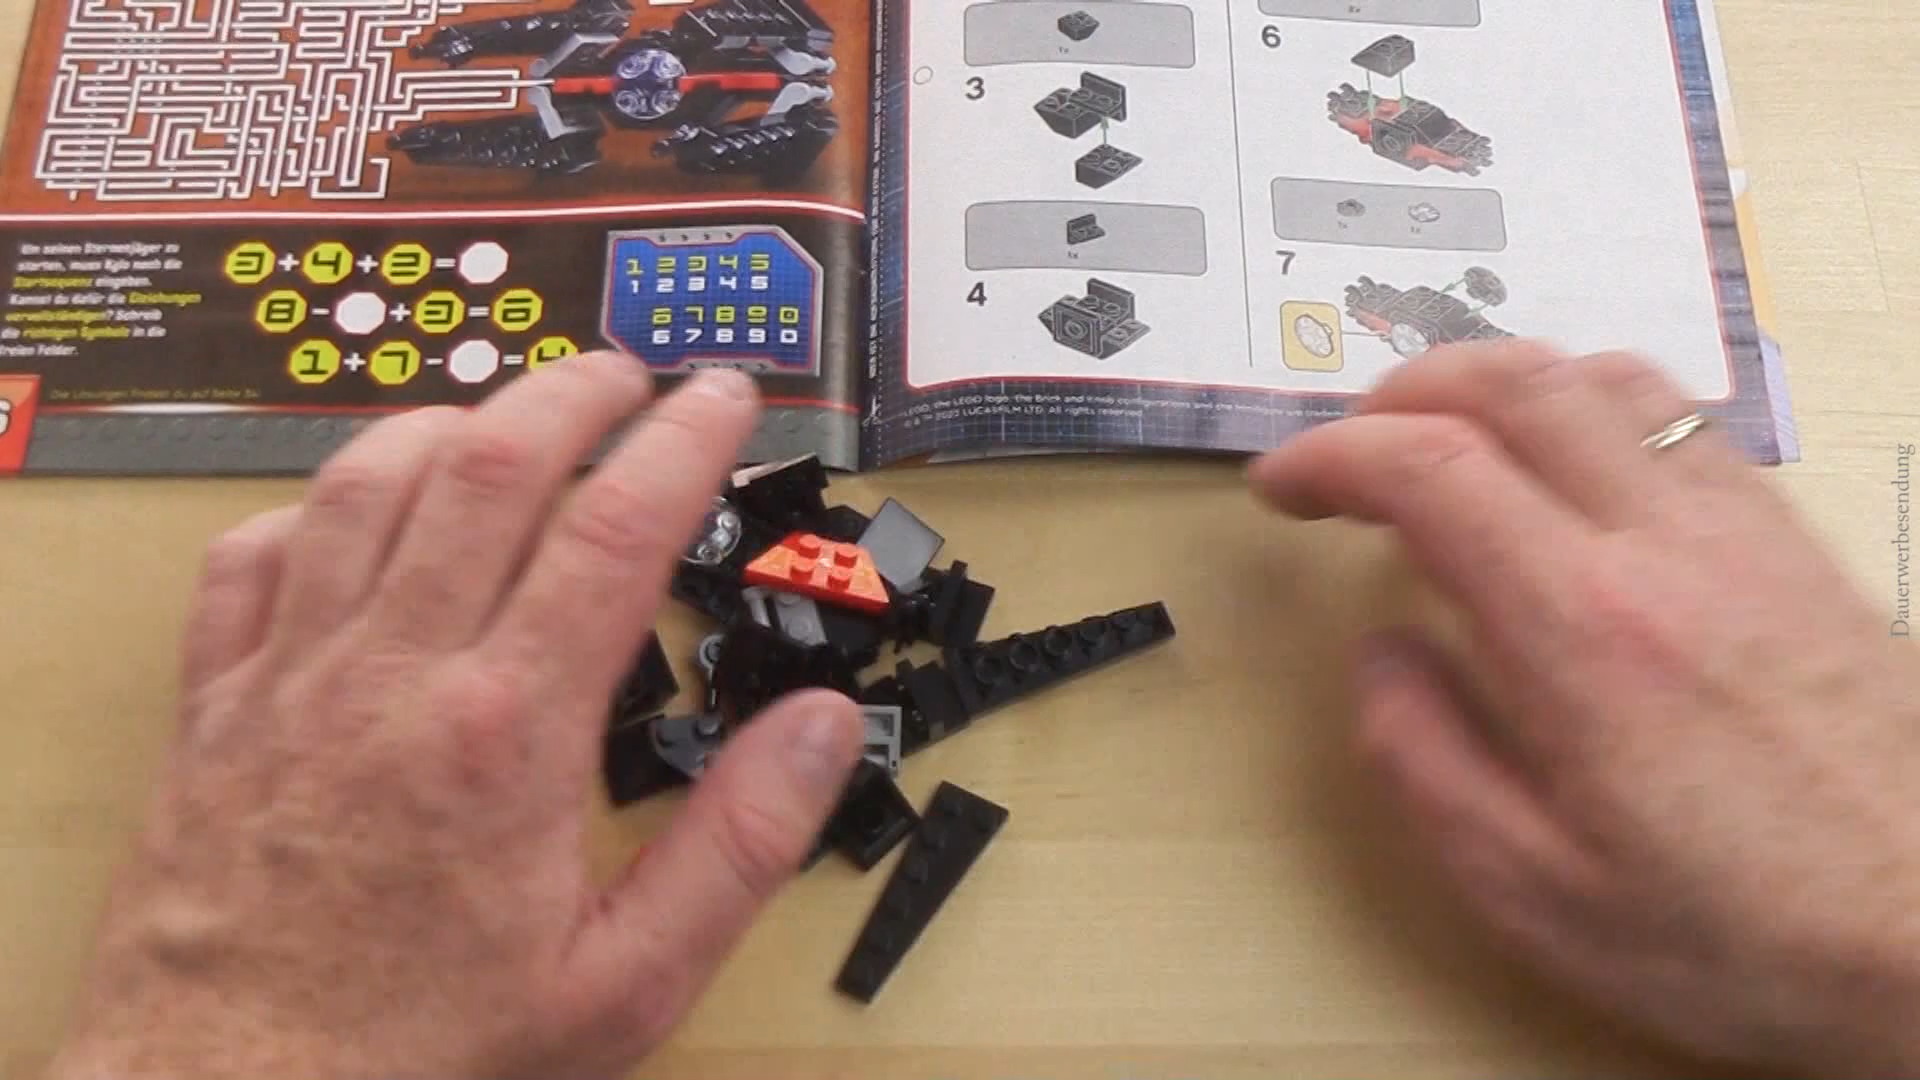 Um seinen Sternenjäger zu
starten, muss Kylo noch die
Startsequenz eingeben.
Kannst du dafür die Gleichungen
vervollständigen? Schreib
die richtigen Symbole in die
freien Felder.
3 + 4 + 2 =
8 - + 3 = 6
1 + 7 - = 4
1 2 3 4 5
1 2 3 4 5
6 7 8 9 0
6 7 8 9 0
Die Lösungen findest du auf Seite 34.
1x
3
1x
4
6
1x 1x
7
LEGO, the LEGO logo, the Brick and Knob configurations and the Minifigure are
LUCASFILM LTD. All rights reserved.
Dauerwerbesendung